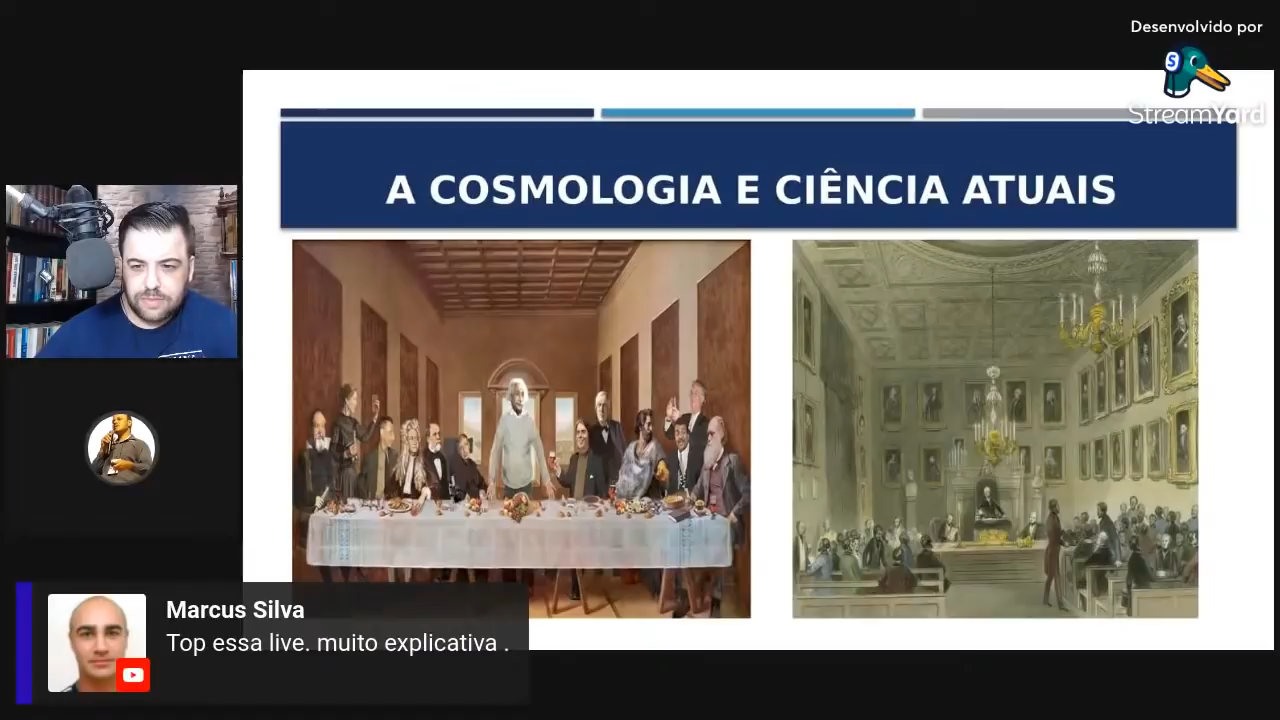 Desenvolvido por
S
StreamYard
A COSMOLOGIA E CIÊNCIA ATUAIS
Marcus Silva
Top essa live. muito explicativa .